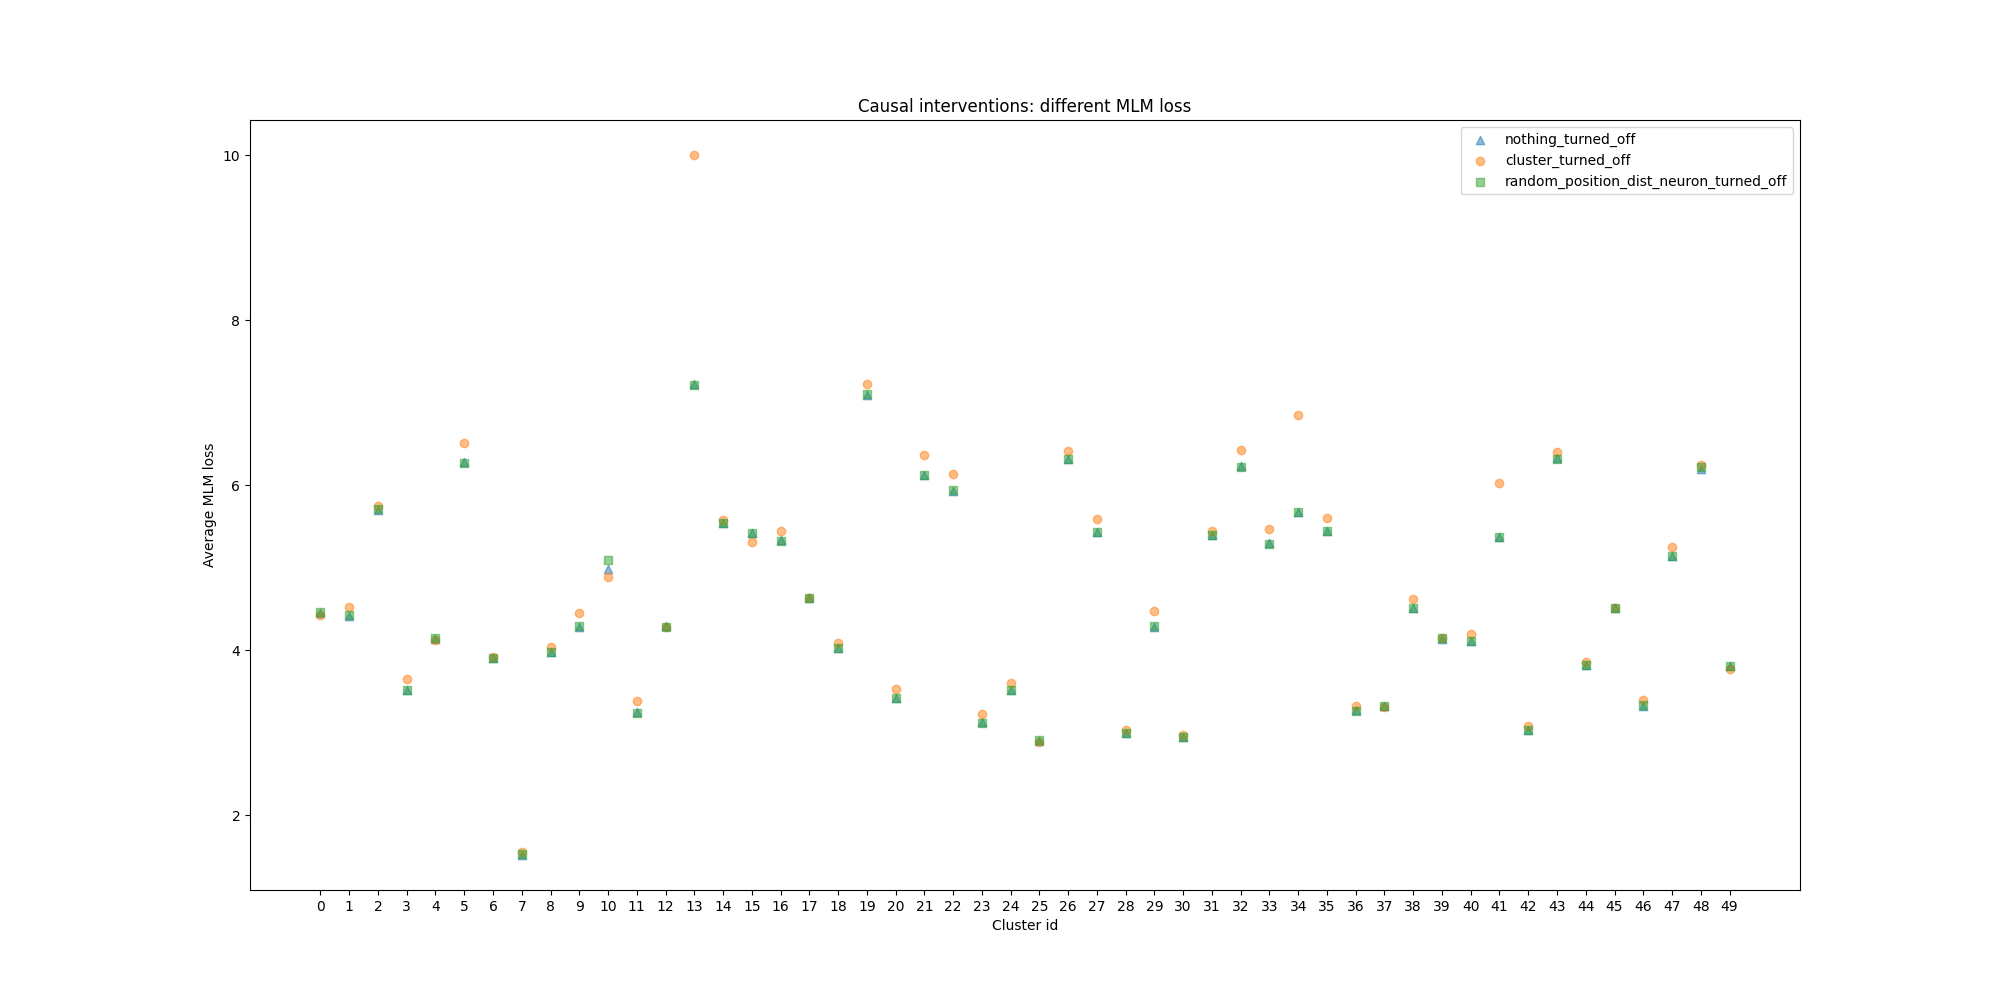 Causal interventions: different MLM loss
nothing_turned_off
cluster_turned_off
random_position_dist_neuron_turned_off
Average MLM loss
10
8
6
4
2
0 1 2 3 4 5 6 7 8 9 10 11 12 13 14 15 16 17 18 19 20 21 22 23 24 25 26 27 28 29 30 31 32 33 34 35 36 37 38 39 40 41 42 43 44 45 46 47 48 49
Cluster id